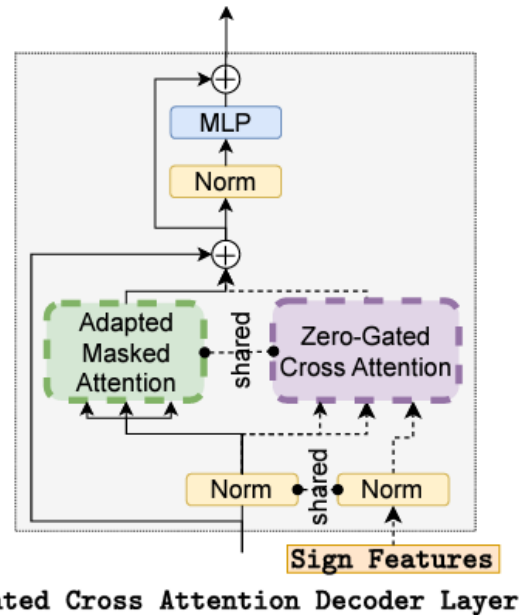 MLP
Norm
Adapted
Masked
Attention
shared
Zero-Gated
Cross Attention
Norm
shared
Norm
Sign Features
Cross Attention Decoder Layer